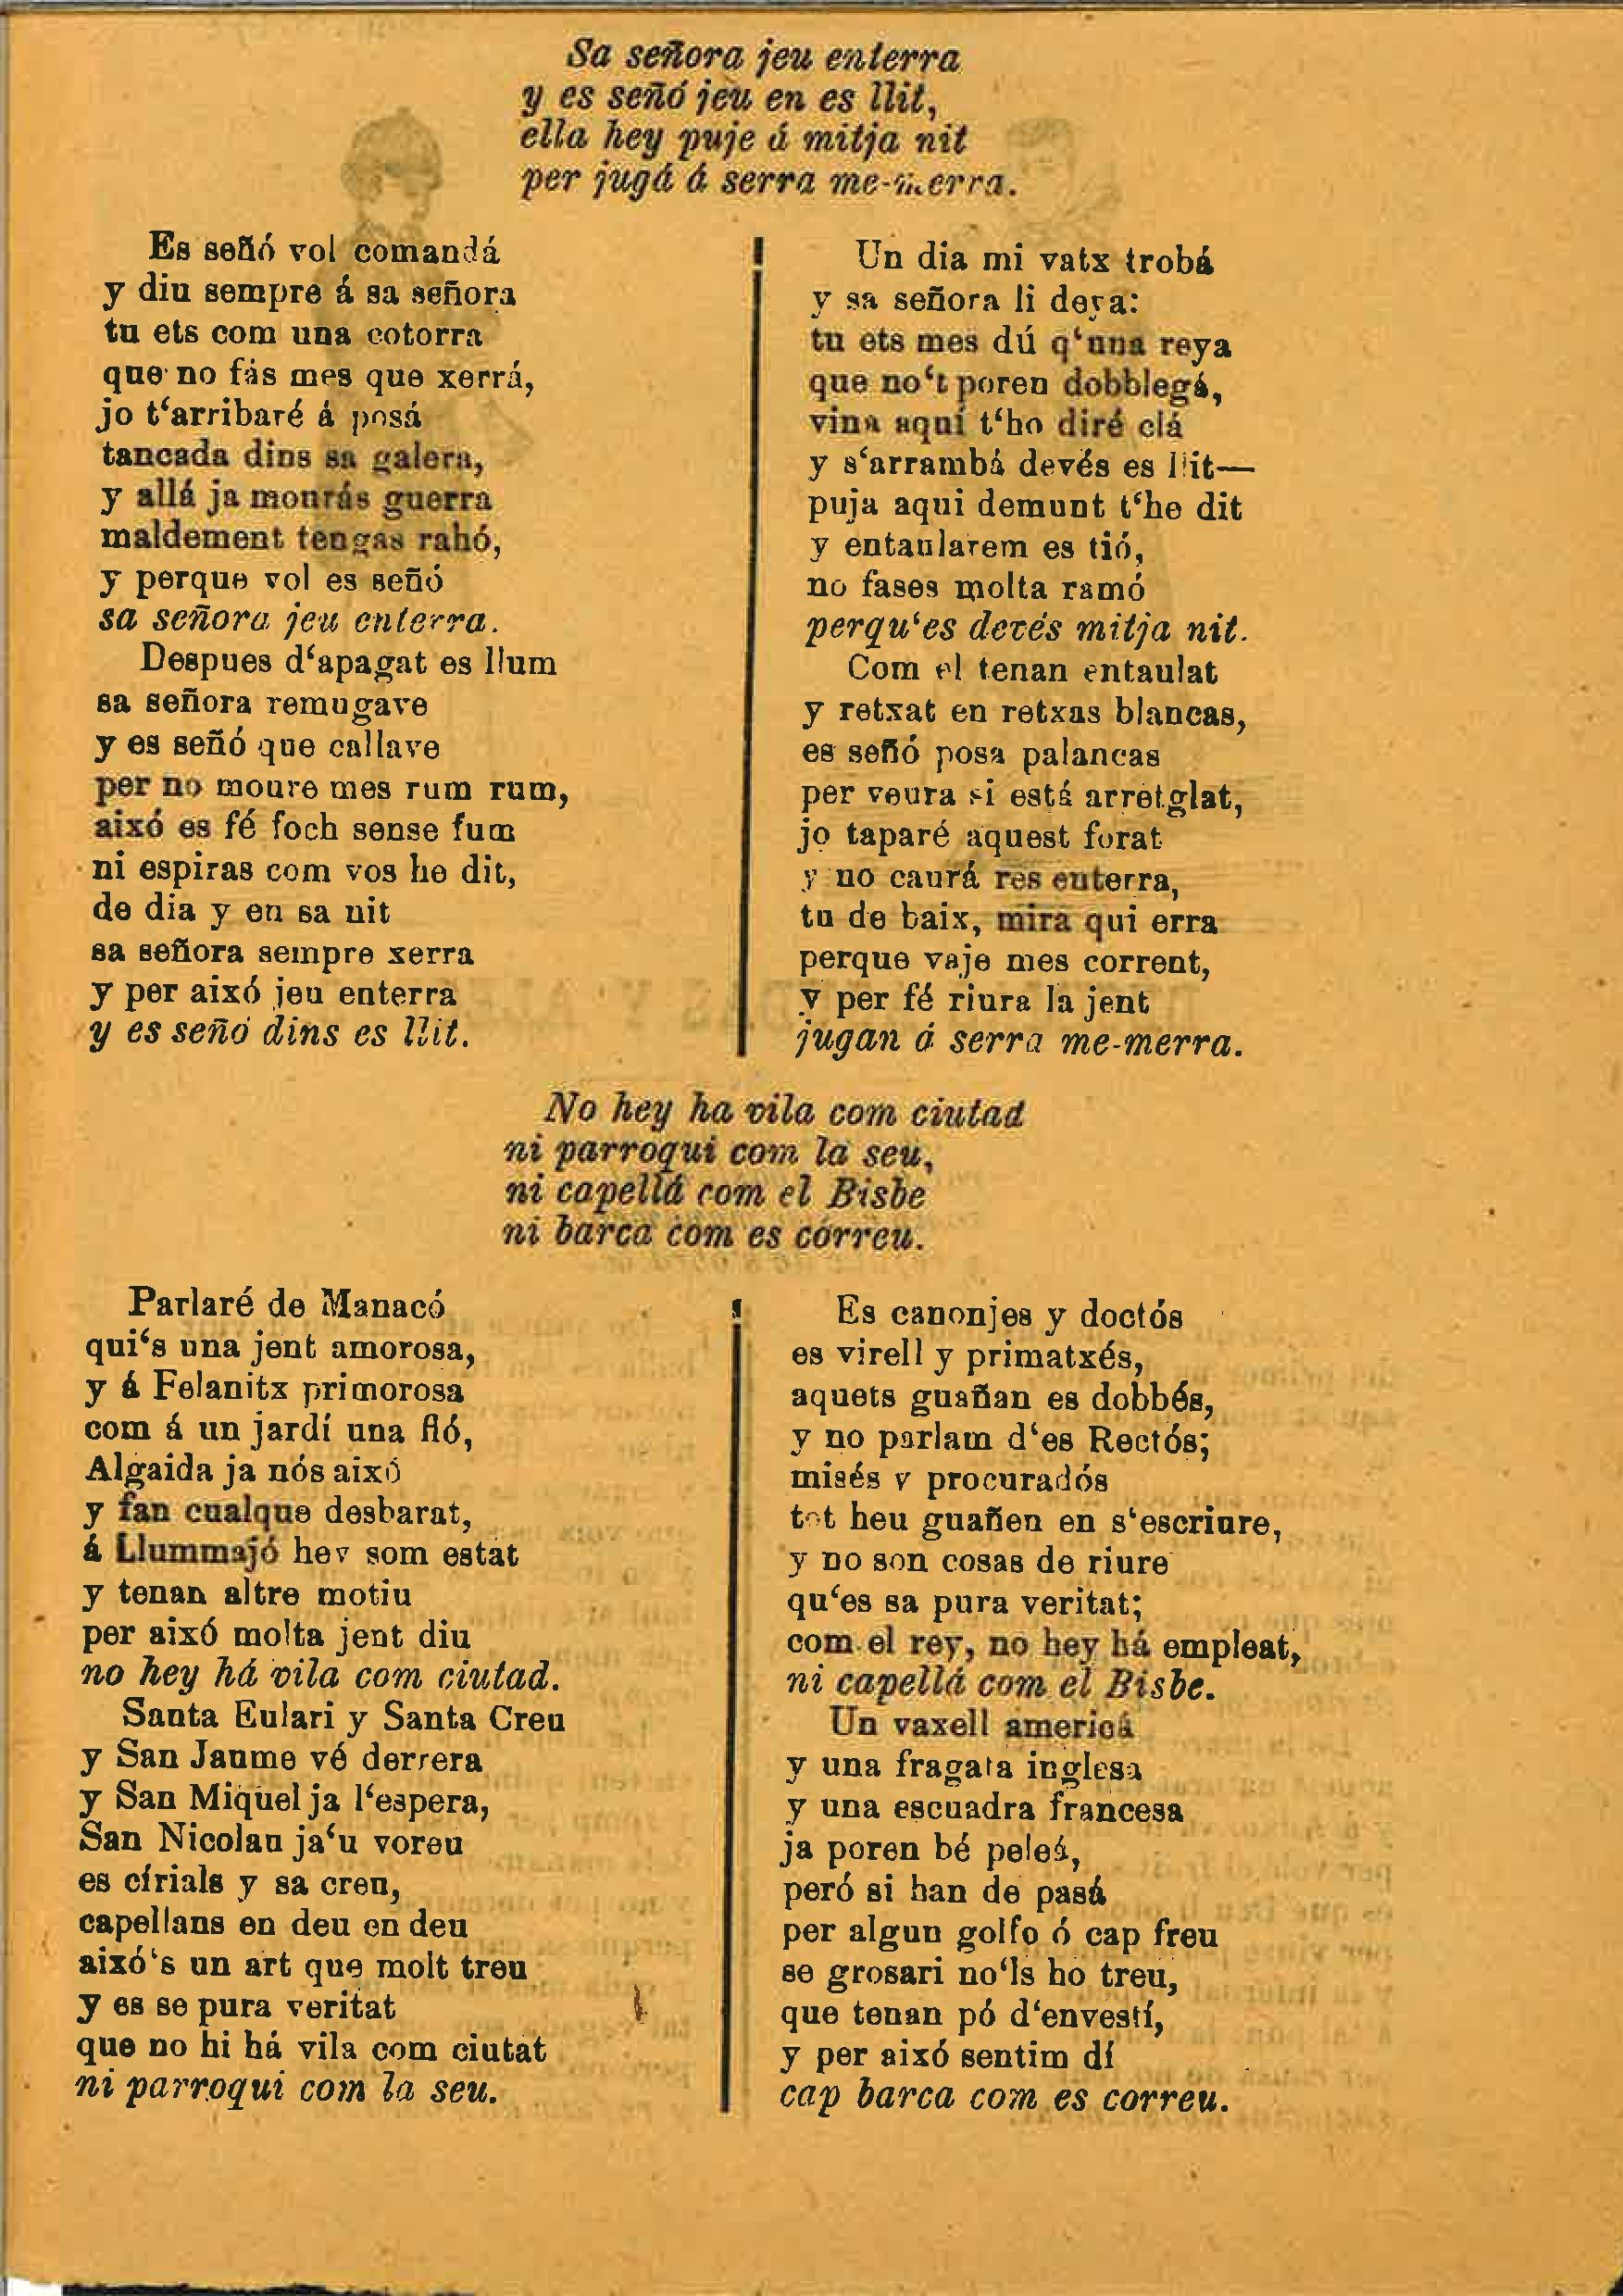 Sa señora jeu enterra
y es señó jeu en es llit,
ella hey puje á mitja nit
per jugá á serra me-merra.
Es señó vol comandá
y diu sempre á sa señora
tu ets com una cotorra
que no fás mes que xerrá,
jo t‘arribaré á posá
tancada dins sa galera,
y allá ja mourás guerra
maldement tengas rahó,
y perque vol es señó
sa señora jeu enterra.
Despues d‘apagat es llum
sa señora remugave
y es señó que callave
per no moure mes rum rum,
aixó es fé foch sense fum
ni espiras com vos he dit,
de dia y en sa nit
sa señora sempre xerra
y per aixó jeu enterra
y es señó dins es llit.
Un dia mi vatx trobá
y sa señora li deya:
tu ets mes dú q‘una reya
que no‘t poren dobblegá,
vina aquí t‘ho diré clá
y s‘arrambá devés es llit—
puja aqui demunt t‘he dit
y entaularem es tió,
no fases molta ramó
perqu‘es devés mitja nit.
Com el tenan entaulat
y retxat en retxas blancas,
es señó posa palancas
per veura si está arretglat,
jo taparé aquest forat
y no caurá res enterra,
tu de baix, mira qui erra
perque vaje mes corrent,
y per fé riura la jent
jugan á serra me-merra.
No hey ha vila com ciutad
ni parroqui com la seu,
ni capellá com el Bisbe
ni barca com es correu.
Parlaré de Manacó
qui‘s una jent amorosa,
y á Felanitx primorosa
com á un jardí una fló,
Algaida ja nós aixó
y fan cualque desbarat,
á Llummajó hey som estat
y tenan altre motiu
per aixó molta jent diu
no hey há vila com ciutad.
Santa Eulari y Santa Creu
y San Jaume vé derrera
y San Miquel ja l‘espera,
San Nicolau ja‘u voreu
es círials y sa creu,
capellans en deu en deu
aixó‘s un art que molt treu
y es se pura veritat
que no hi há vila com ciutat
ni parroqui com la seu.
Es canonjes y doctós
es virell y primatxés,
aquets guañan es dobbés,
y no parlam d‘es Rectós;
misés y procuradós
tot heu guañen en s‘escriure,
y no son cosas de riure
qu‘es sa pura veritat;
com el rey, no hey há empleat,
ni capellá com el Bisbe.
Un vaxell americá
y una fragata inglesa
y una escuadra francesa
ja poren bé peleá,
peró si han de pasá
per algun golfo ó cap freu
se grosari no‘ls ho treu,
que tenan pó d‘envestí,
y per aixó sentim dí
cap barca com es correu.